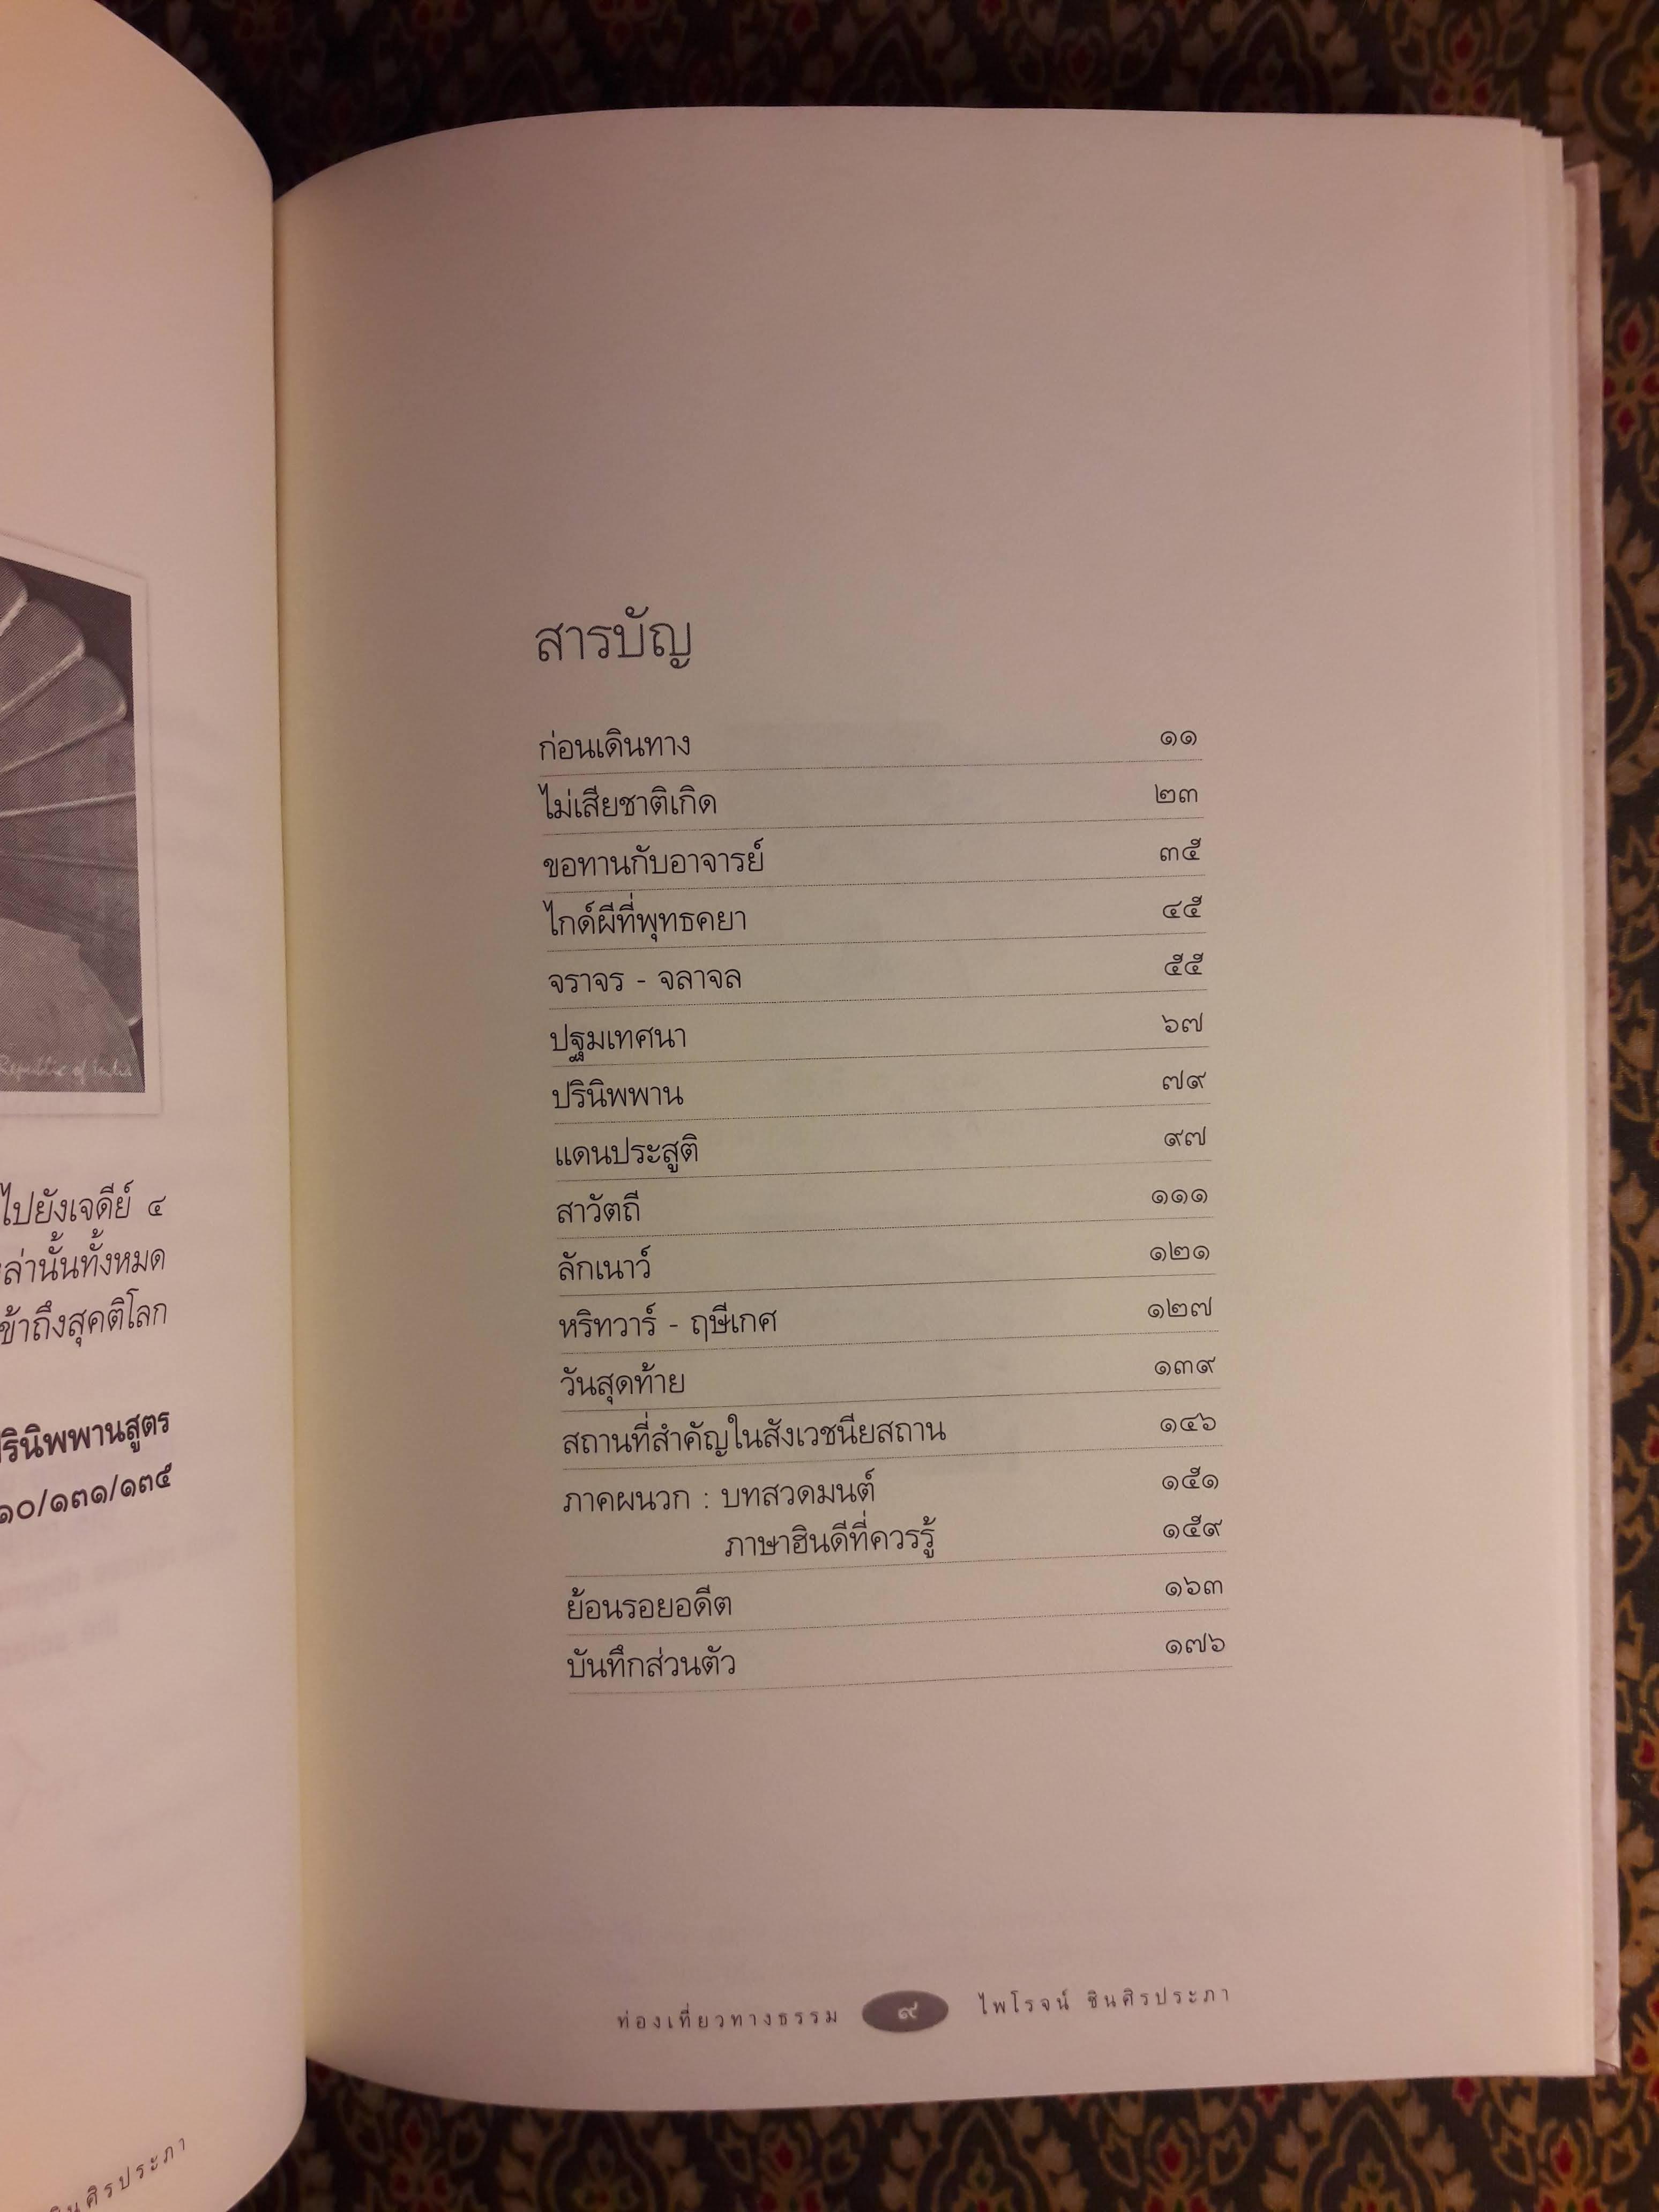 Republic of India
ไปยังเจดีย์ ๔
ล่านั้นทั้งหมด
ข้าถึงสุคติโลก
รินิพพานสูตร
๑๐/๑๓๑/๑๓๕
ชินศิรประภา
สารบัญ
ก่อนเดินทาง ๑๑
ไม่เสียชาติเกิด ๒๓
ขอทานกับอาจารย์ ๓๕
ไกด์ผีที่พุทธคยา ๔๕
จราจร - จลาจล ๕๕
ปฐมเทศนา ๖๗
ปรินิพพาน ๗๙
แดนประสูติ ๙๗
สาวัตถี ๑๑๑
ลักเนาว์ ๑๒๑
หริทวาร์ - ฤษีเกศ ๑๒๗
วันสุดท้าย ๑๓๙
สถานที่สำคัญในสังเวชนียสถาน ๑๔๖
ภาคผนวก : บทสวดมนต์ ๑๕๑
ภาษาฮินดีที่ควรรู้ ๑๕๙
ย้อนรอยอดีต ๑๖๓
บันทึกส่วนตัว ๑๗๖
ท่องเที่ยวทางธรรม ๙ ไพโรจน์ ชินศิรประภา